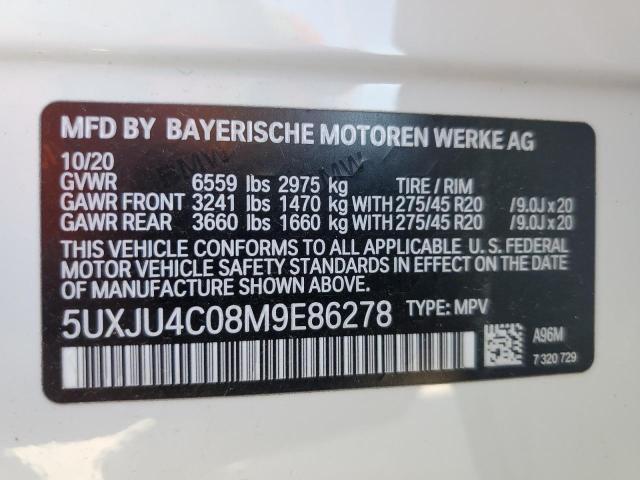 MFD BY BAYERISCHE MOTOREN WERKE AG
10/20
GVWR 6559 lbs 2975 kg TIRE / RIM
GAWR FRONT 3241 lbs 1470 kg WITH 275/45 R20 /9.0J x 20
GAWR REAR 3660 lbs 1660 kg WITH 275/45 R20 /9.0J x 20
THIS VEHICLE CONFORMS TO ALL APPLICABLE U.S. FEDERAL
MOTOR VEHICLE SAFETY STANDARDS IN EFFECT ON THE DATE
OF MANUFACTURE SHOWN ABOVE.
5UXJU4C08M9E86278 TYPE: MPV
A96M
7 320 729